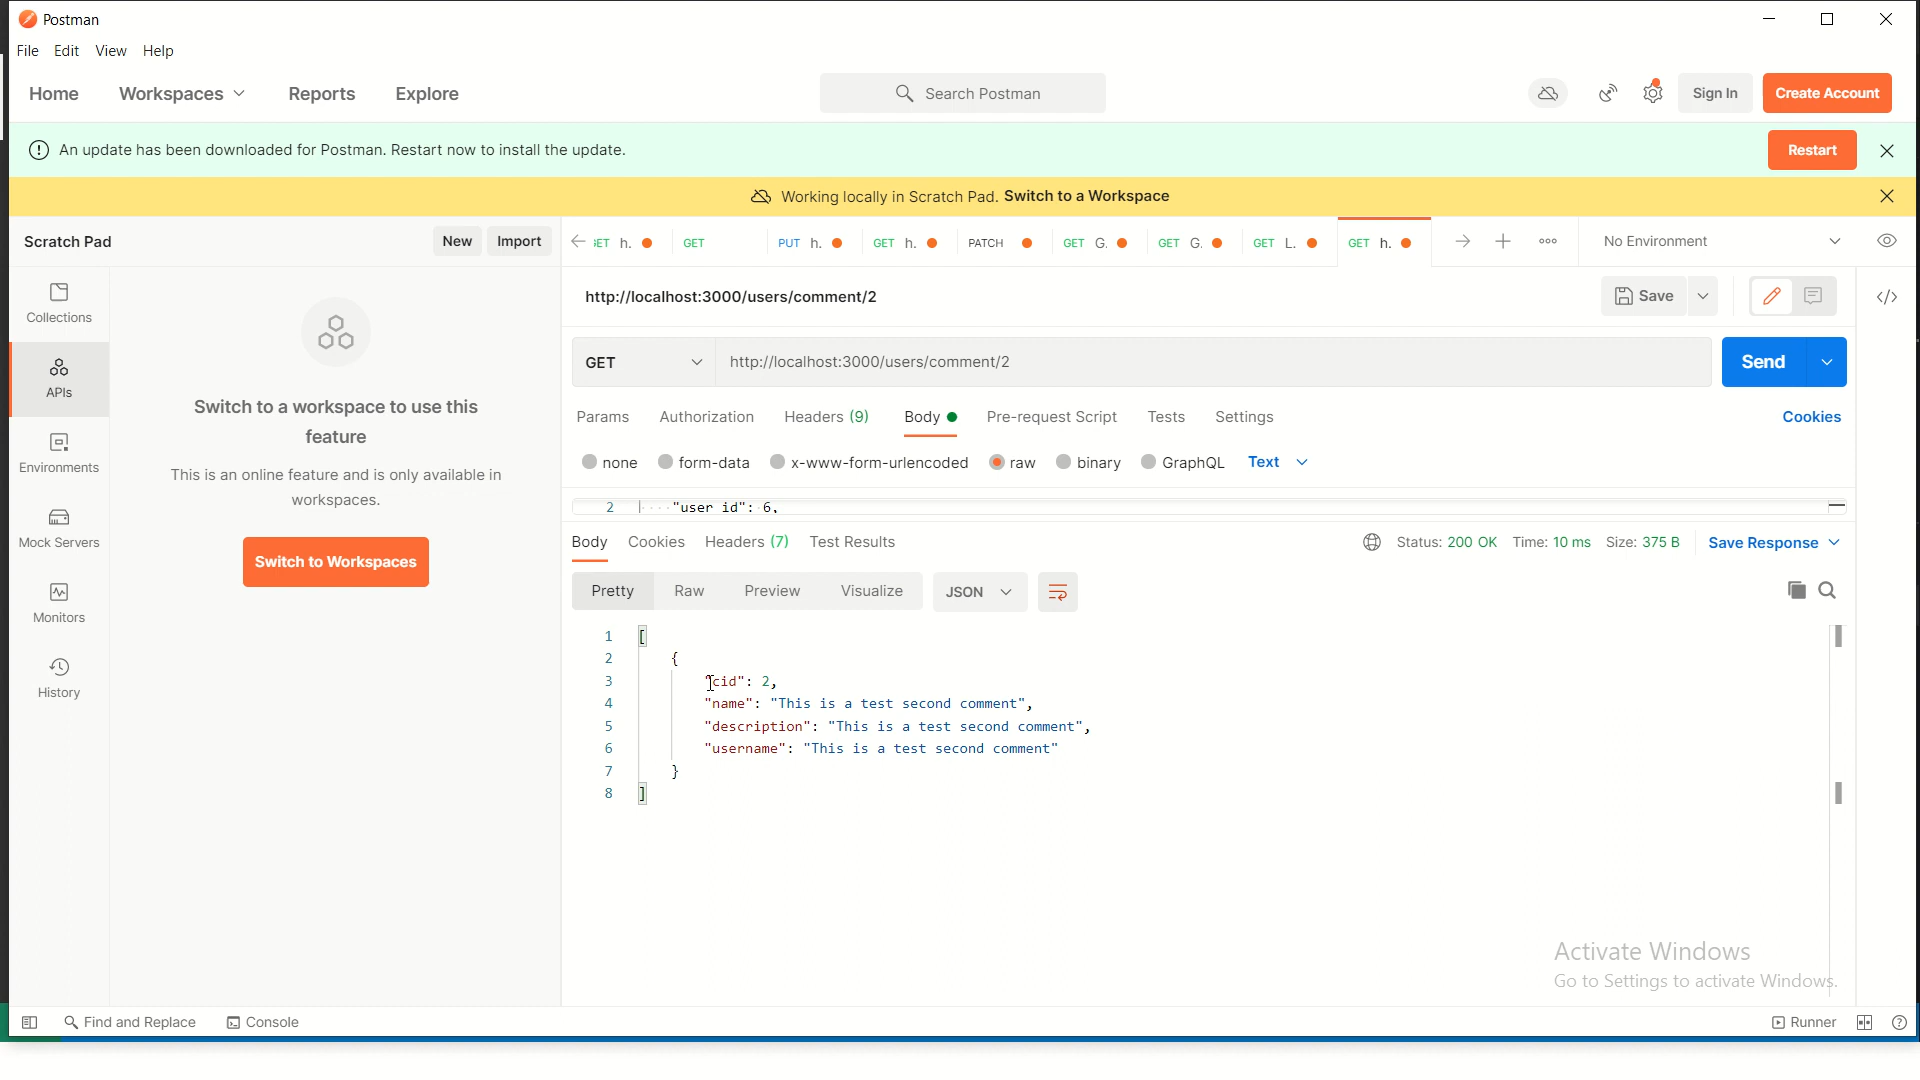 Postman
File Edit View Help
Home Workspaces Reports Explore Search Postman Sign In Create Account
An update has been downloaded for Postman. Restart now to install the update. Restart
Working locally in Scratch Pad. Switch to a Workspace
Scratch Pad New Import GET h. GET PUT h. GET h. PATCH GET G. GET G. GET L. GET h. No Environment
http://localhost:3000/users/comment/2 Save
Collections
GET http://localhost:3000/users/comment/2 Send
APIs
Switch to a workspace to use this
feature
Params Authorization Headers (9) Body Pre-request Script Tests Settings Cookies
Environments
none form-data x-www-form-urlencoded raw binary GraphQL Text
This is an online feature and is only available in
workspaces.
2 "user id": 6,
Mock Servers
Body Cookies Headers (7) Test Results Status: 200 OK Time: 10 ms Size: 375 B Save Response
Switch to Workspaces
Pretty Raw Preview Visualize JSON
Monitors
1 [
2 {
3 "cid": 2,
History
4 "name": "This is a test second comment",
5 "description": "This is a test second comment",
6 "username": "This is a test second comment"
7 }
8 ]
Activate Windows
Go to Settings to activate Windows.
Find and Replace Console Runner